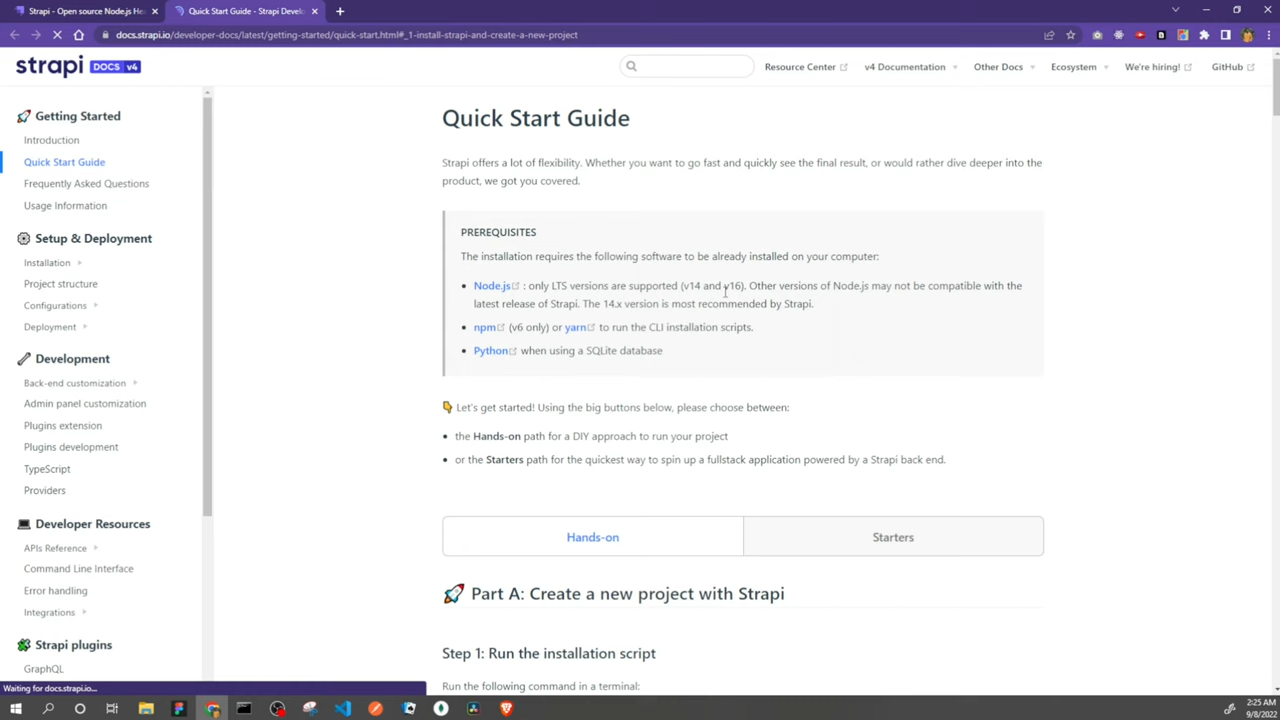 Strapi - Open source Node.js He
Quick Start Guide - Strapi Develo
docs.strapi.io/developer-docs/latest/getting-started/quick-start.html#_1-install-strapi-and-create-a-new-project
strapi DOCS v4
Resource Center
v4 Documentation
Other Docs
Ecosystem
We're hiring!
GitHub
Getting Started
Introduction
Quick Start Guide
Frequently Asked Questions
Usage Information
Setup & Deployment
Installation
Project structure
Configurations
Deployment
Development
Back-end customization
Admin panel customization
Plugins extension
Plugins development
TypeScript
Providers
Developer Resources
APIs Reference
Command Line Interface
Error handling
Integrations
Strapi plugins
GraphQL
Quick Start Guide
Strapi offers a lot of flexibility. Whether you want to go fast and quickly see the final result, or would rather dive deeper into the
product, we got you covered.
PREREQUISITES
The installation requires the following software to be already installed on your computer:
Node.js : only LTS versions are supported (v14 and v16). Other versions of Node.js may not be compatible with the
latest release of Strapi. The 14.x version is most recommended by Strapi.
npm (v6 only) or yarn to run the CLI installation scripts.
Python when using a SQLite database
Let's get started! Using the big buttons below, please choose between:
the Hands-on path for a DIY approach to run your project
or the Starters path for the quickest way to spin up a fullstack application powered by a Strapi back end.
Hands-on
Starters
Part A: Create a new project with Strapi
Step 1: Run the installation script
Run the following command in a terminal:
Waiting for docs.strapi.io...
2:25 AM
9/8/2022